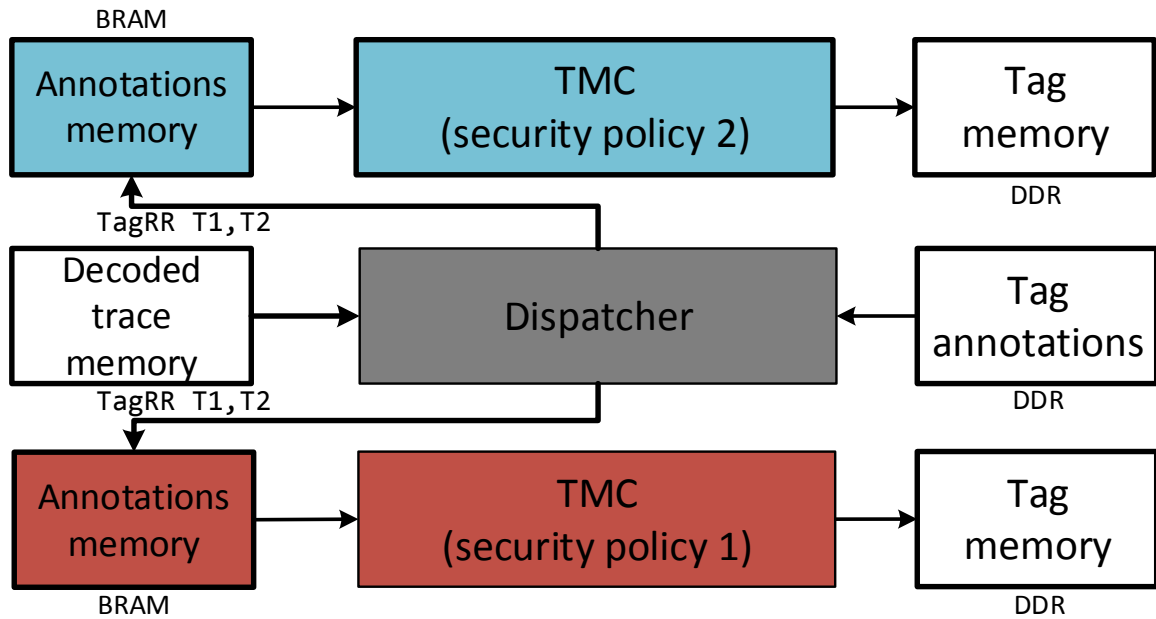 BRAM
Annotations
memory
TMC
(security policy 2)
Tag
memory
DDR
TagRR T1,T2
Decoded
trace
memory
Dispatcher
Tag
annotations
DDR
TagRR T1,T2
Annotations
memory
BRAM
TMC
(security policy 1)
Tag
memory
DDR